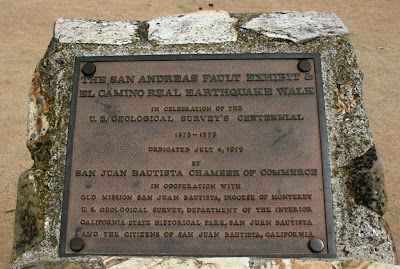 THE SAN ANDREAS FAULT EXHIBIT &
EL CAMINO REAL EARTHQUAKE WALK
IN CELEBRATION OF THE
U.S. GEOLOGICAL SURVEY'S CENTENNIAL
1879-1979
DEDICATED JULY 4, 1979
BY
SAN JUAN BAUTISTA CHAMBER OF COMMERCE
IN COOPERATION WITH
OLD MISSION SAN JUAN BAUTISTA, DIOCESE OF MONTEREY
U.S. GEOLOGICAL SURVEY, DEPARTMENT OF THE INTERIOR
CALIFORNIA STATE HISTORICAL PARK, SAN JUAN BAUTISTA
AND THE CITIZENS OF SAN JUAN BAUTISTA, CALIFORNIA